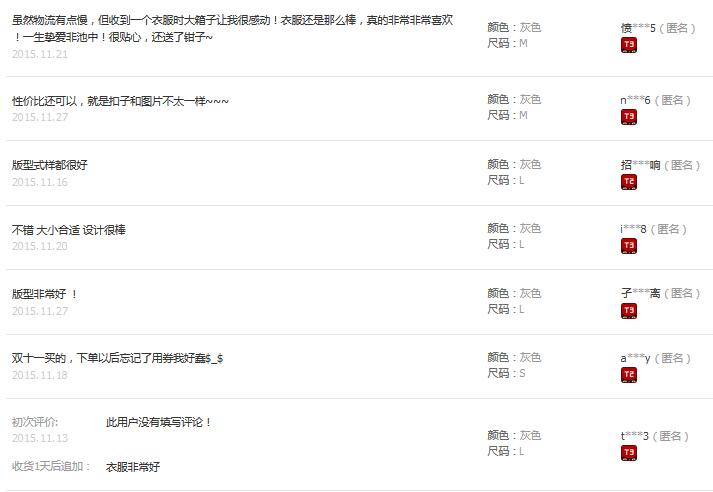 虽然物流有点慢，但收到一个衣服时大箱子让我很感动！衣服还是那么棒，真的非常非常喜欢
！一生挚爱非池中！很贴心，还送了钳子~
2015.11.21
颜色：灰色
尺码：M
愤***5（匿名）
T3
性价比还可以，就是扣子和图片不太一样~~~
2015.11.27
颜色：灰色
尺码：M
n***6（匿名）
T3
版型式样都很好
2015.11.16
颜色：灰色
尺码：L
招***响（匿名）
T2
不错 大小合适 设计很棒
2015.11.20
颜色：灰色
尺码：L
i***8（匿名）
T3
版型非常好 ！
2015.11.27
颜色：灰色
尺码：L
子***离（匿名）
T3
双十一买的，下单以后忘记了用券我好蠢$_$
2015.11.18
颜色：灰色
尺码：S
a***y（匿名）
T2
初次评价: 此用户没有填写评论！
2015.11.13
收货1天后追加： 衣服非常好
颜色：灰色
尺码：L
t***3（匿名）
T3